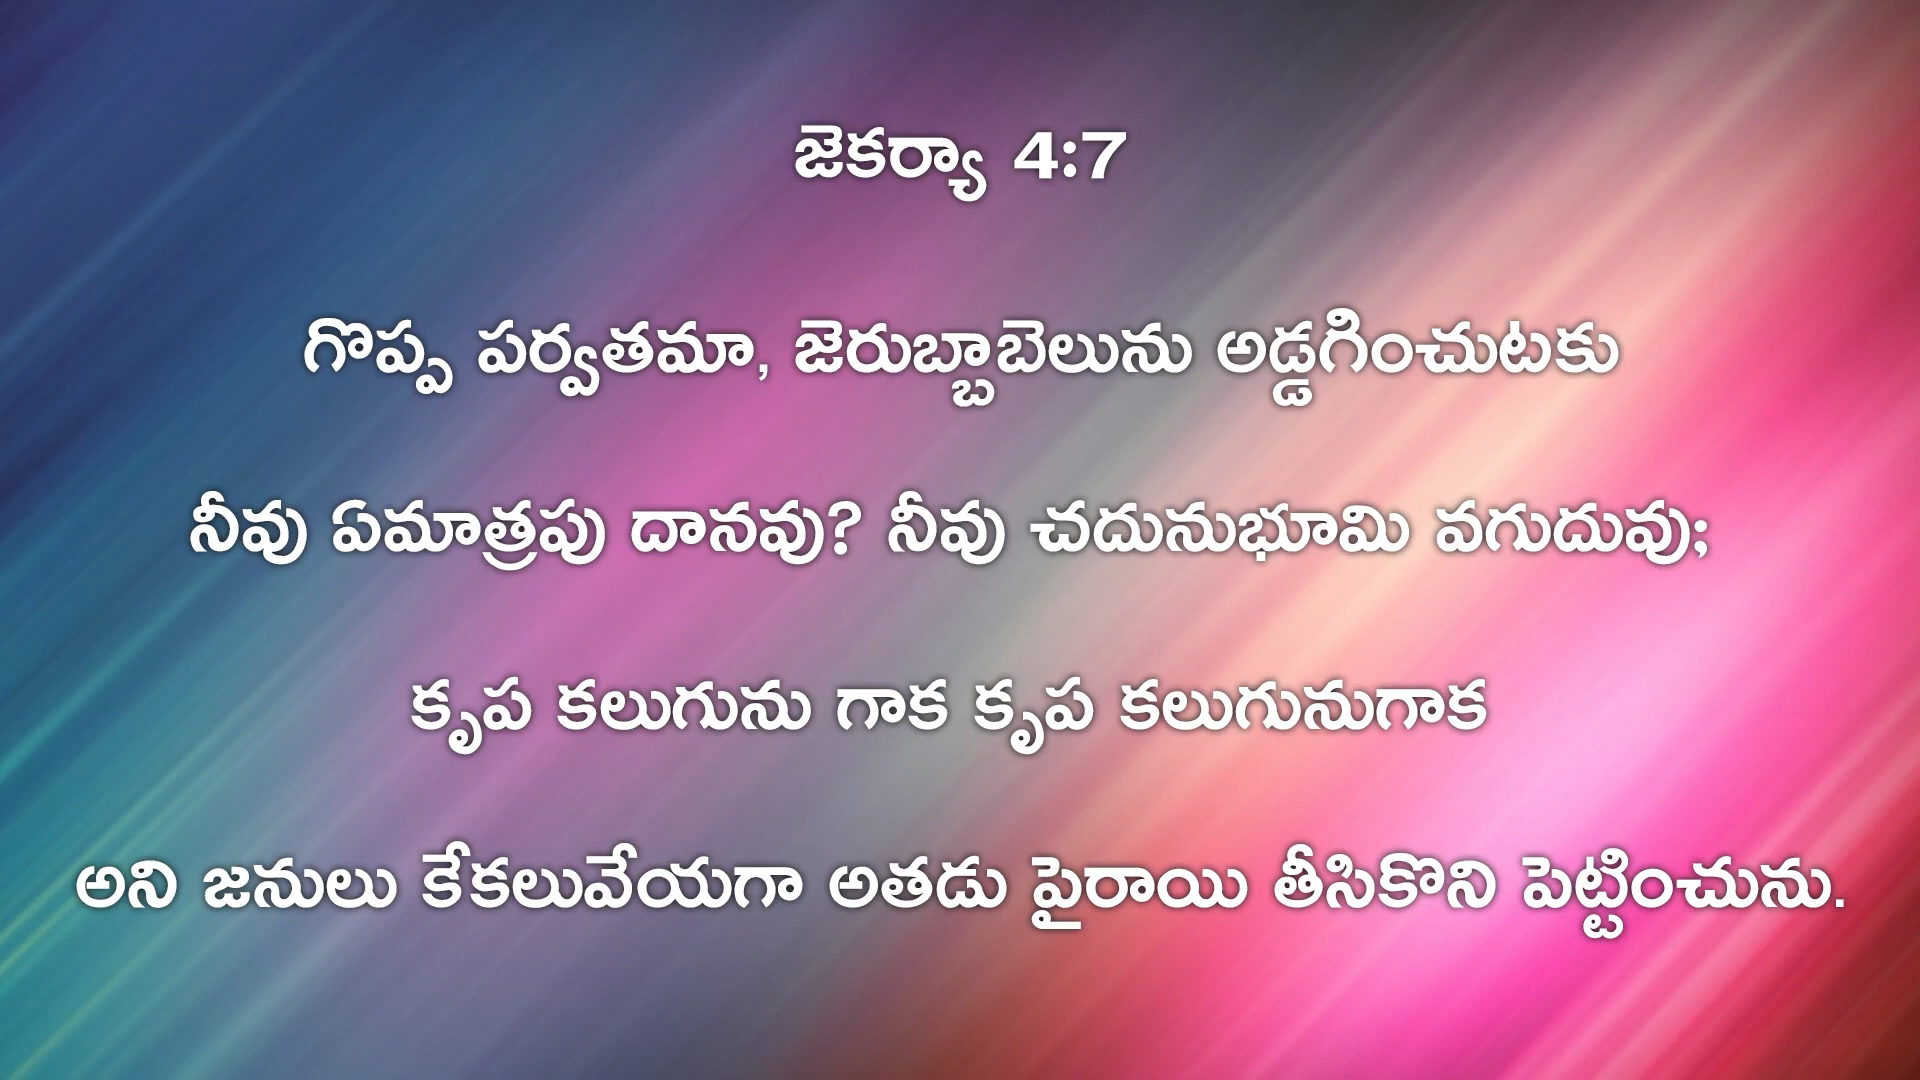 జెకర్యా 4:7
గొప్ప పర్వతమా, జెరుబ్బాబెలును అడ్డగించుటకు
నీవు ఏమాత్రపు దానవు? నీవు చదునుభూమి వగుదువు;
కృప కలుగును గాక కృప కలుగునుగాక
అని జనులు కేకలువేయగా అతడు పైరాయి తీసికొని పెట్టించును.